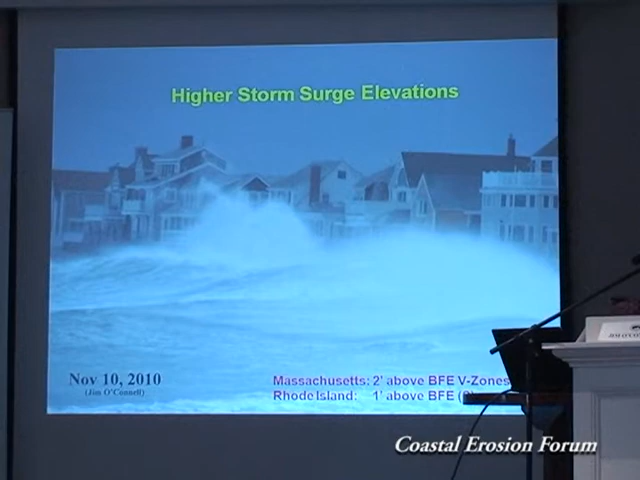 Higher Storm Surge Elevations
Nov 10, 2010
(Jim O'Connell)
Massachusetts: 2' above BFE V-Zones
Rhode Island: 1' above BFE
Coastal Erosion Forum